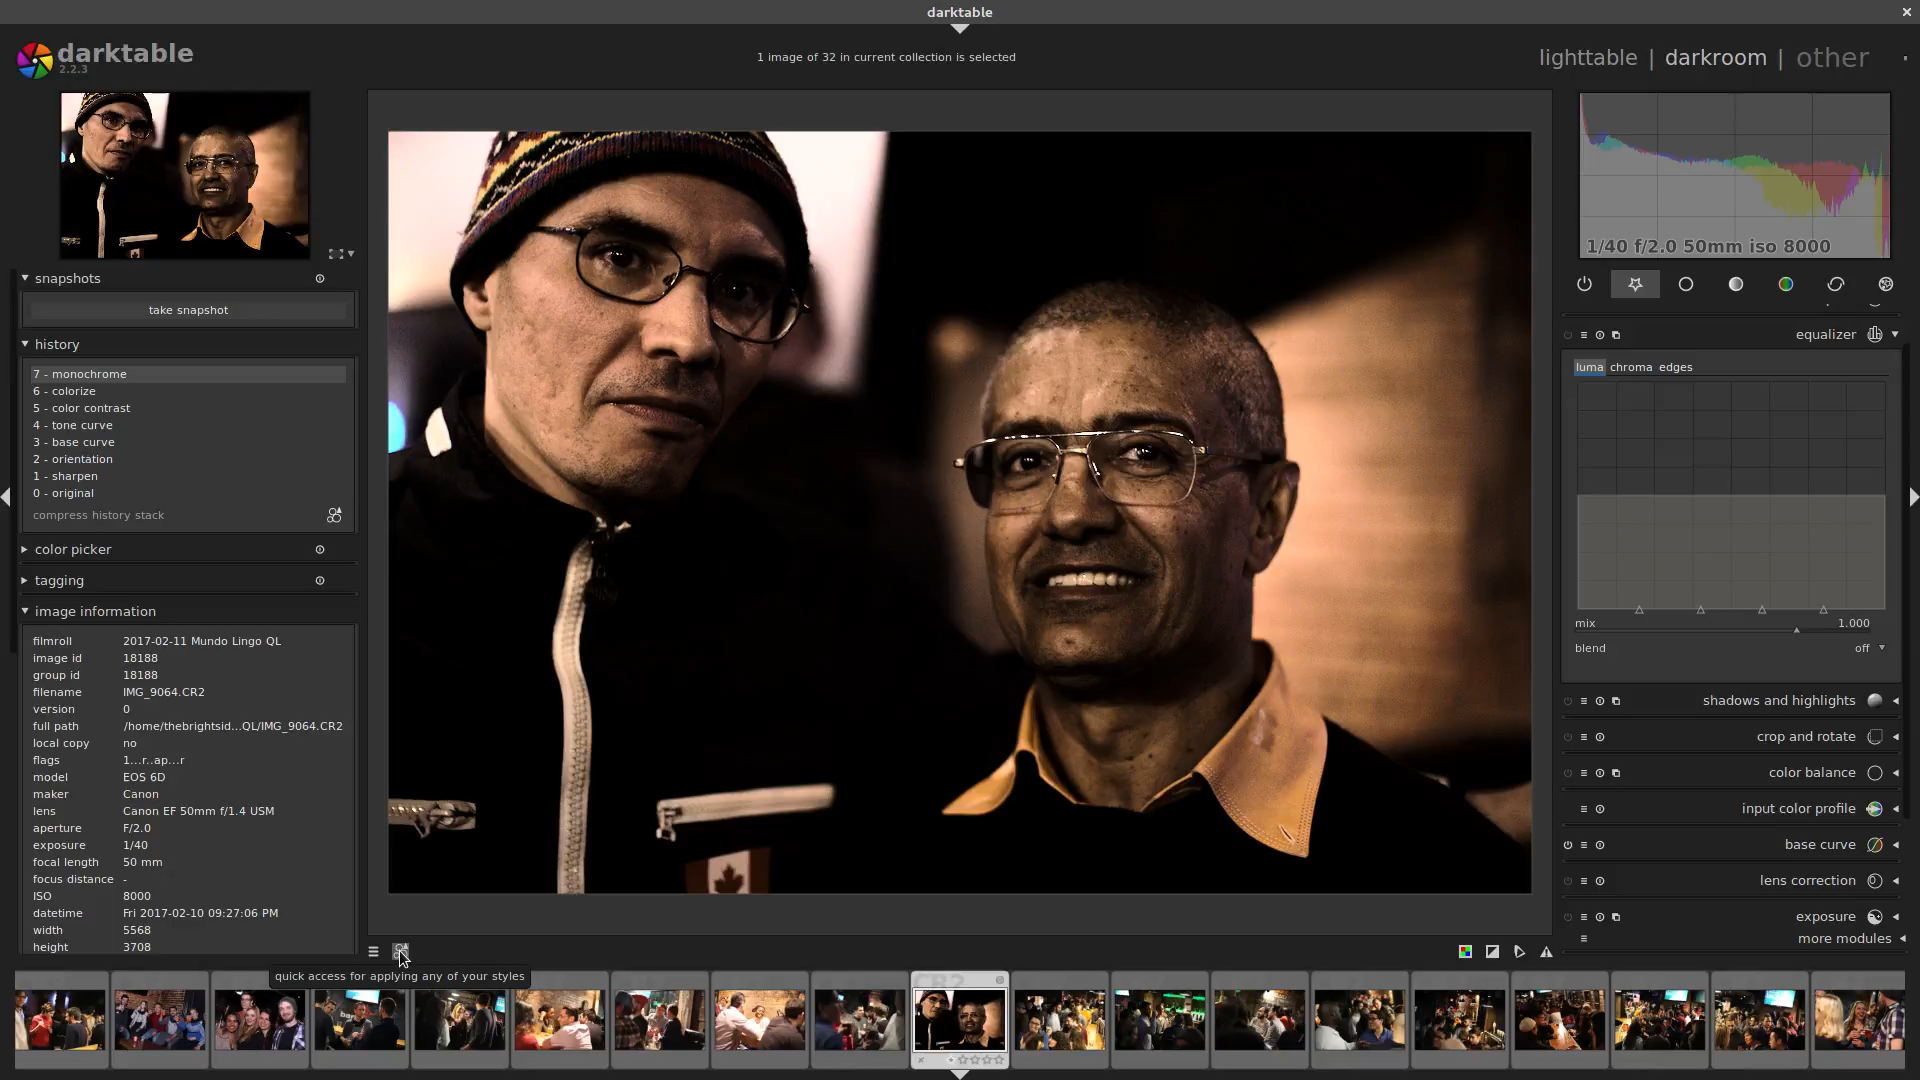 darktable
darktable
2.2.3
1 image of 32 in current collection is selected
lighttable | darkroom | other
1/40 f/2.0 50mm iso 8000
snapshots
take snapshot
history
7 - monochrome
6 - colorize
5 - color contrast
4 - tone curve
3 - base curve
2 - orientation
1 - sharpen
0 - original
compress history stack
color picker
tagging
image information
filmroll 2017-02-11 Mundo Lingo QL
image id 18188
group id 18188
filename IMG_9064.CR2
version 0
full path /home/thebrightsid...QL/IMG_9064.CR2
local copy no
flags 1...r..ap...r
model EOS 6D
maker Canon
lens Canon EF 50mm f/1.4 USM
aperture F/2.0
exposure 1/40
focal length 50 mm
focus distance -
ISO 8000
datetime Fri 2017-02-10 09:27:06 PM
width 5568
height 3708
equalizer
luma chroma edges
mix 1.000
blend off
shadows and highlights
crop and rotate
color balance
input color profile
base curve
lens correction
exposure
more modules
quick access for applying any of your styles
CR2